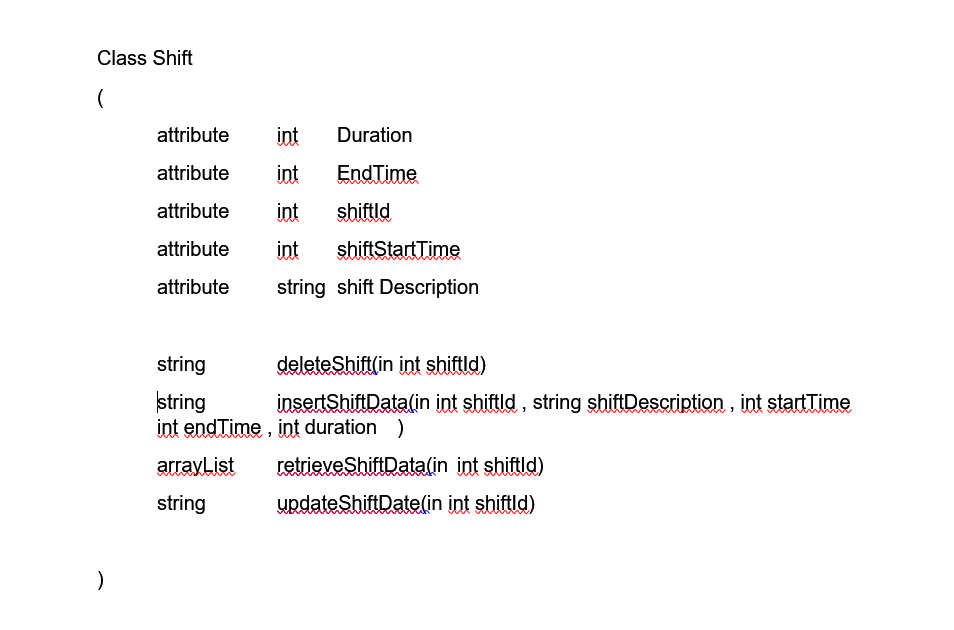 Class Shift
(
attribute int Duration
attribute int EndTime
attribute int shiftId
attribute int shiftStartTime
attribute string shift Description
string deleteShift(in int shiftId)
string insertShiftData(in int shiftId , string shiftDescription , int startTime
int endTime , int duration )
arrayList retrieveShiftData(in int shiftId)
string updateShiftDate(in int shiftId)
)